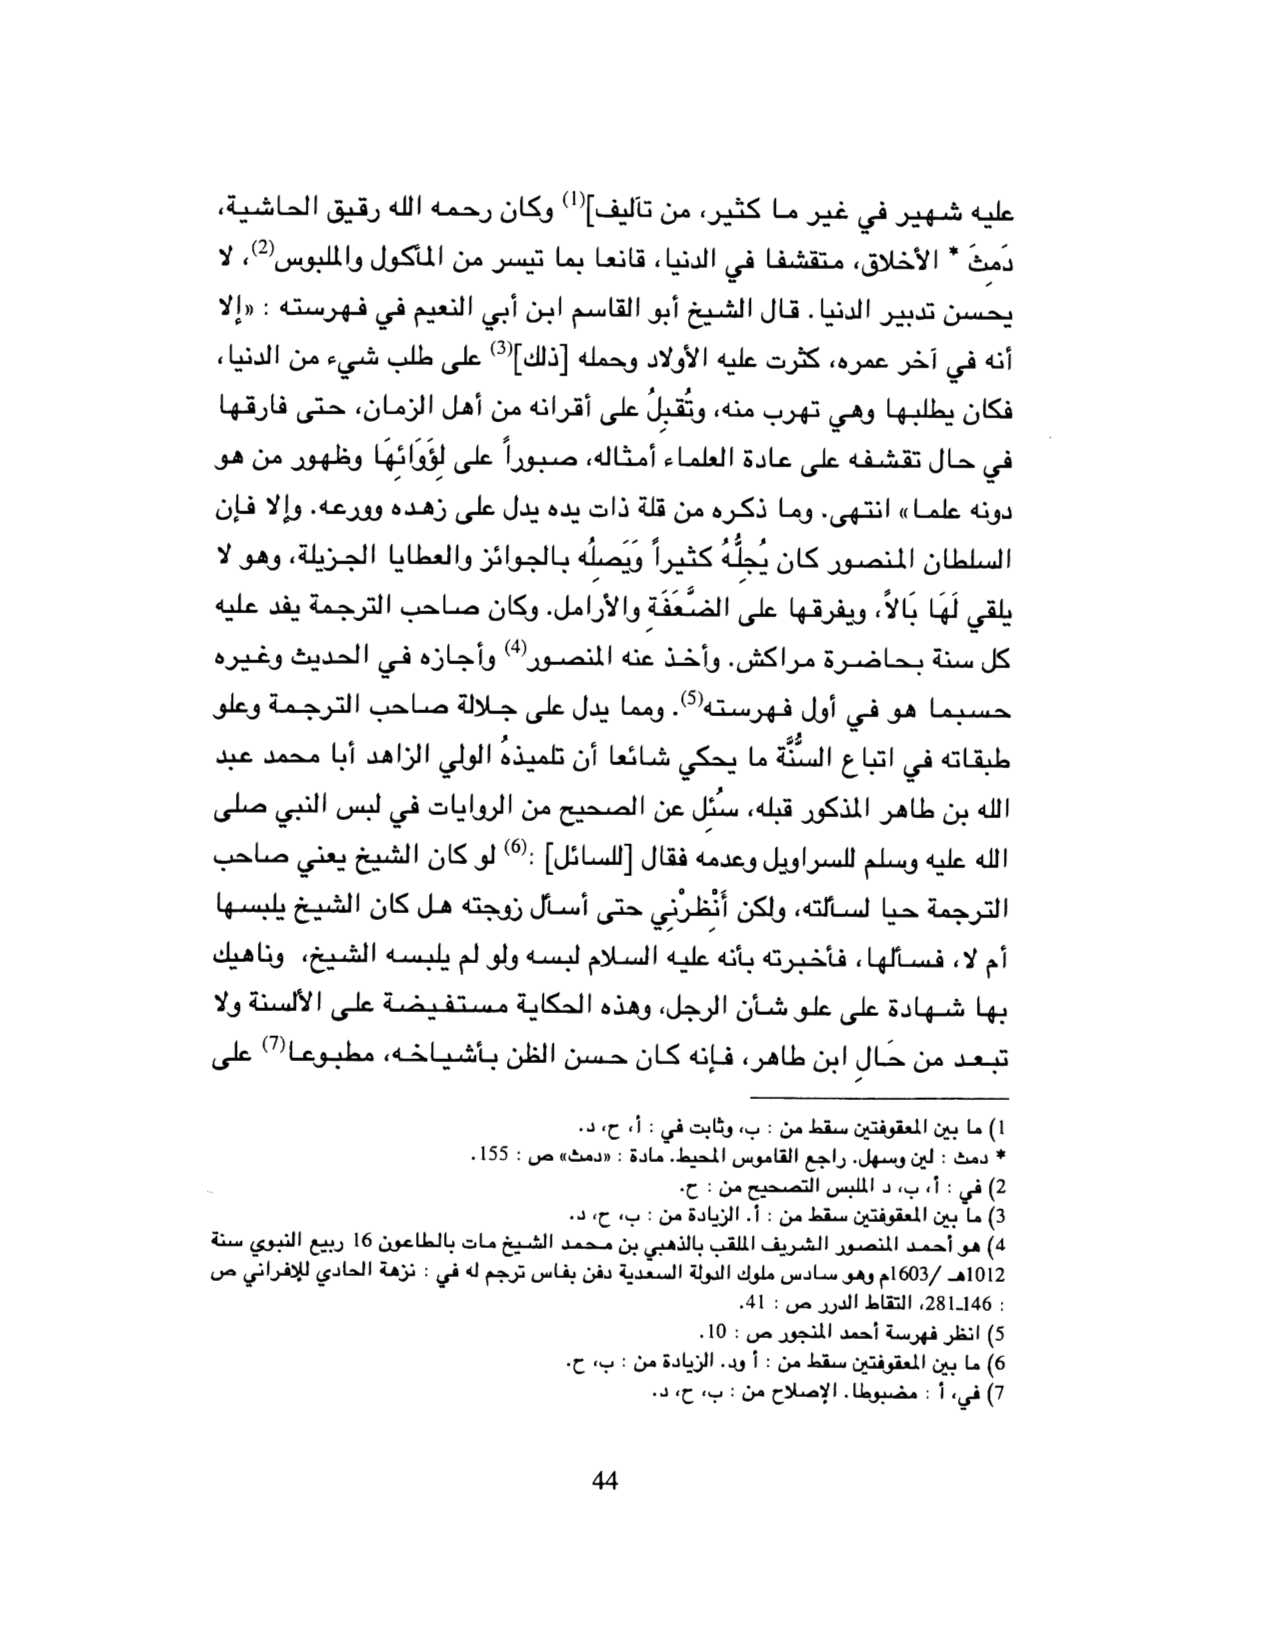 عليه شهير في غير ما كثير، من تآليف](1) وكان رحمه الله رقيق الحاشية،
دَمِثَ * الأخلاق، متقشفا في الدنيا، قانعا بما تيسر من المأكول والملبوس(2)، لا
يحسن تدبير الدنيا. قال الشيخ أبو القاسم ابن أبي النعيم في فهرسته : «إلا
أنه في آخر عمره، كثرت عليه الأولاد وحمله [ذلك](3) على طلب شيء من الدنيا،
فكان يطلبها وهي تهرب منه، وتُقبِلُ على أقرانه من أهل الزمان، حتى فارقها
في حال تقشفه على عادة العلماء أمثاله، صبوراً على لِؤَوَائِهَا وظهور من هو
دونه علما» انتهى. وما ذكره من قلة ذات يده يدل على زهده وورعه. وإلا فإن
السلطان المنصور كان يُجِلُّهُ كثيراً وَيَصِلُه بالجوائز والعطايا الجزيلة، وهو لا
يلقي لَهَا بَالاً، ويفرقها على الضَّعَفَةِ والأرامل. وكان صاحب الترجمة يفد عليه
كل سنة بحاضرة مراكش. وأخذ عنه المنصور(4) وأجازه في الحديث وغيره
حسبما هو في أول فهرسته(5). ومما يدل على جلالة صاحب الترجمة وعلو
طبقاته في اتباع السُّنَّة ما يحكي شائعا أن تلميذهُ الولي الزاهد أبا محمد عبد
الله بن طاهر المذكور قبله، سئُل عن الصحيح من الروايات في لبس النبي صلى
الله عليه وسلم للسراويل وعدمه فقال [للسائل] :(6) لو كان الشيخ يعني صاحب
الترجمة حيا لسألته، ولكن أَنْظِرْنِي حتى أسأل زوجته هل كان الشيخ يلبسها
أم لا، فسألها، فأخبرته بأنه عليه السلام لبسه ولو لم يلبسه الشيخ، وناهيك
بها شهادة على علو شأن الرجل، وهذه الحكاية مستفيضة على الألسنة ولا
تبعد من حَالِ ابن طاهر، فإنه كان حسن الظن بأشياخه، مطبوعا(7) على
1) ما بين المعقوفتين سقط من : ب، وثابت في : أ، ح، د.
* دمث : لين وسهل. راجع القاموس المحيط. مادة : «دمث» ص : 155.
2) في : أ، ب، د الملبس التصحيح من : ح.
3) ما بين المعقوفتين سقط من : أ. الزيادة من : ب، ح، د.
4) هو أحمد المنصور الشريف الملقب بالذهبي بن محمد الشيخ مات بالطاعون 16 ربيع النبوي سنة
1012هـ /1603م وهو سادس ملوك الدولة السعدية دفن بفاس ترجم له في : نزهة الحادي للإفراني ص
: 146ـ281، التقاط الدرر ص : 41.
5) انظر فهرسة أحمد المنجور ص : 10.
6) ما بين المعقوفتين سقط من : أ ود. الزيادة من : ب، ح.
7) في، أ : مضبوطا. الإصلاح من : ب، ح، د.
44